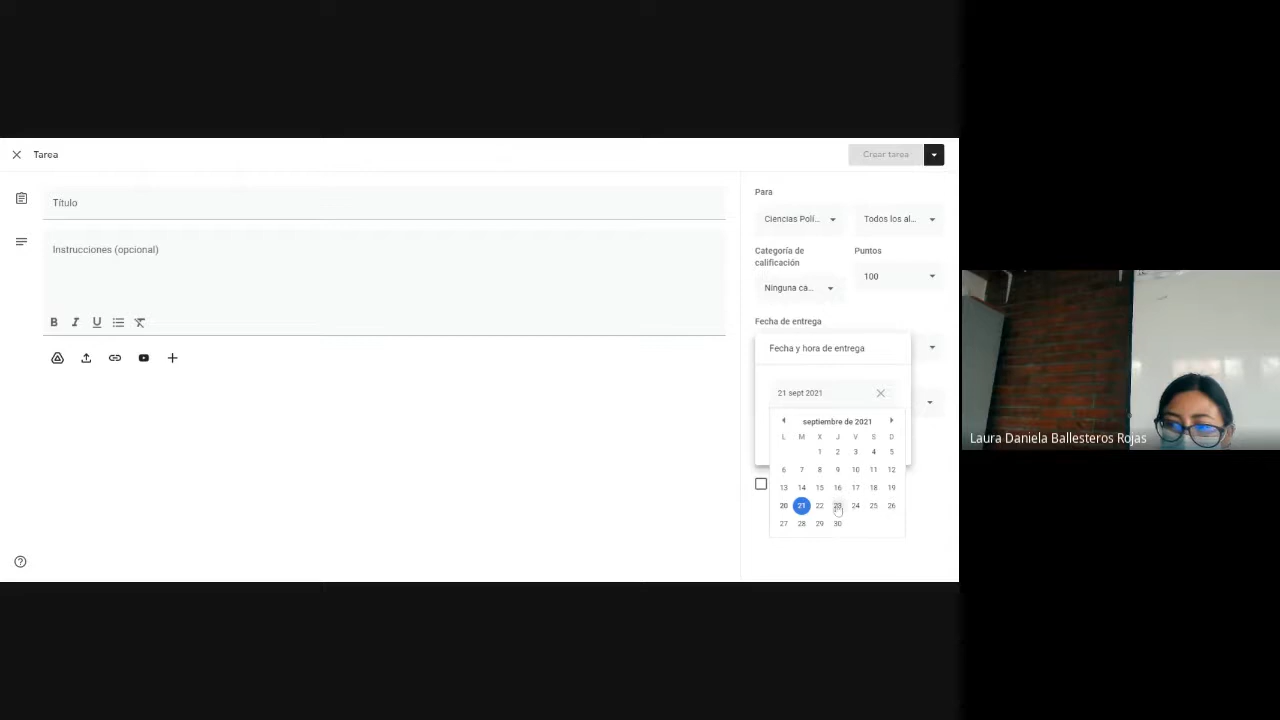 Tarea
Crear tarea
Título
Instrucciones (opcional)
B I U
Para
Ciencias Polí... Todos los al...
Categoría de calificación
Puntos
Ninguna ca...
100
Fecha de entrega
Fecha y hora de entrega
21 sept 2021
septiembre de 2021
L M X J V S D
1 2 3 4 5
6 7 8 9 10 11 12
13 14 15 16 17 18 19
20 21 22 23 24 25 26
27 28 29 30
Laura Daniela Ballesteros Rojas